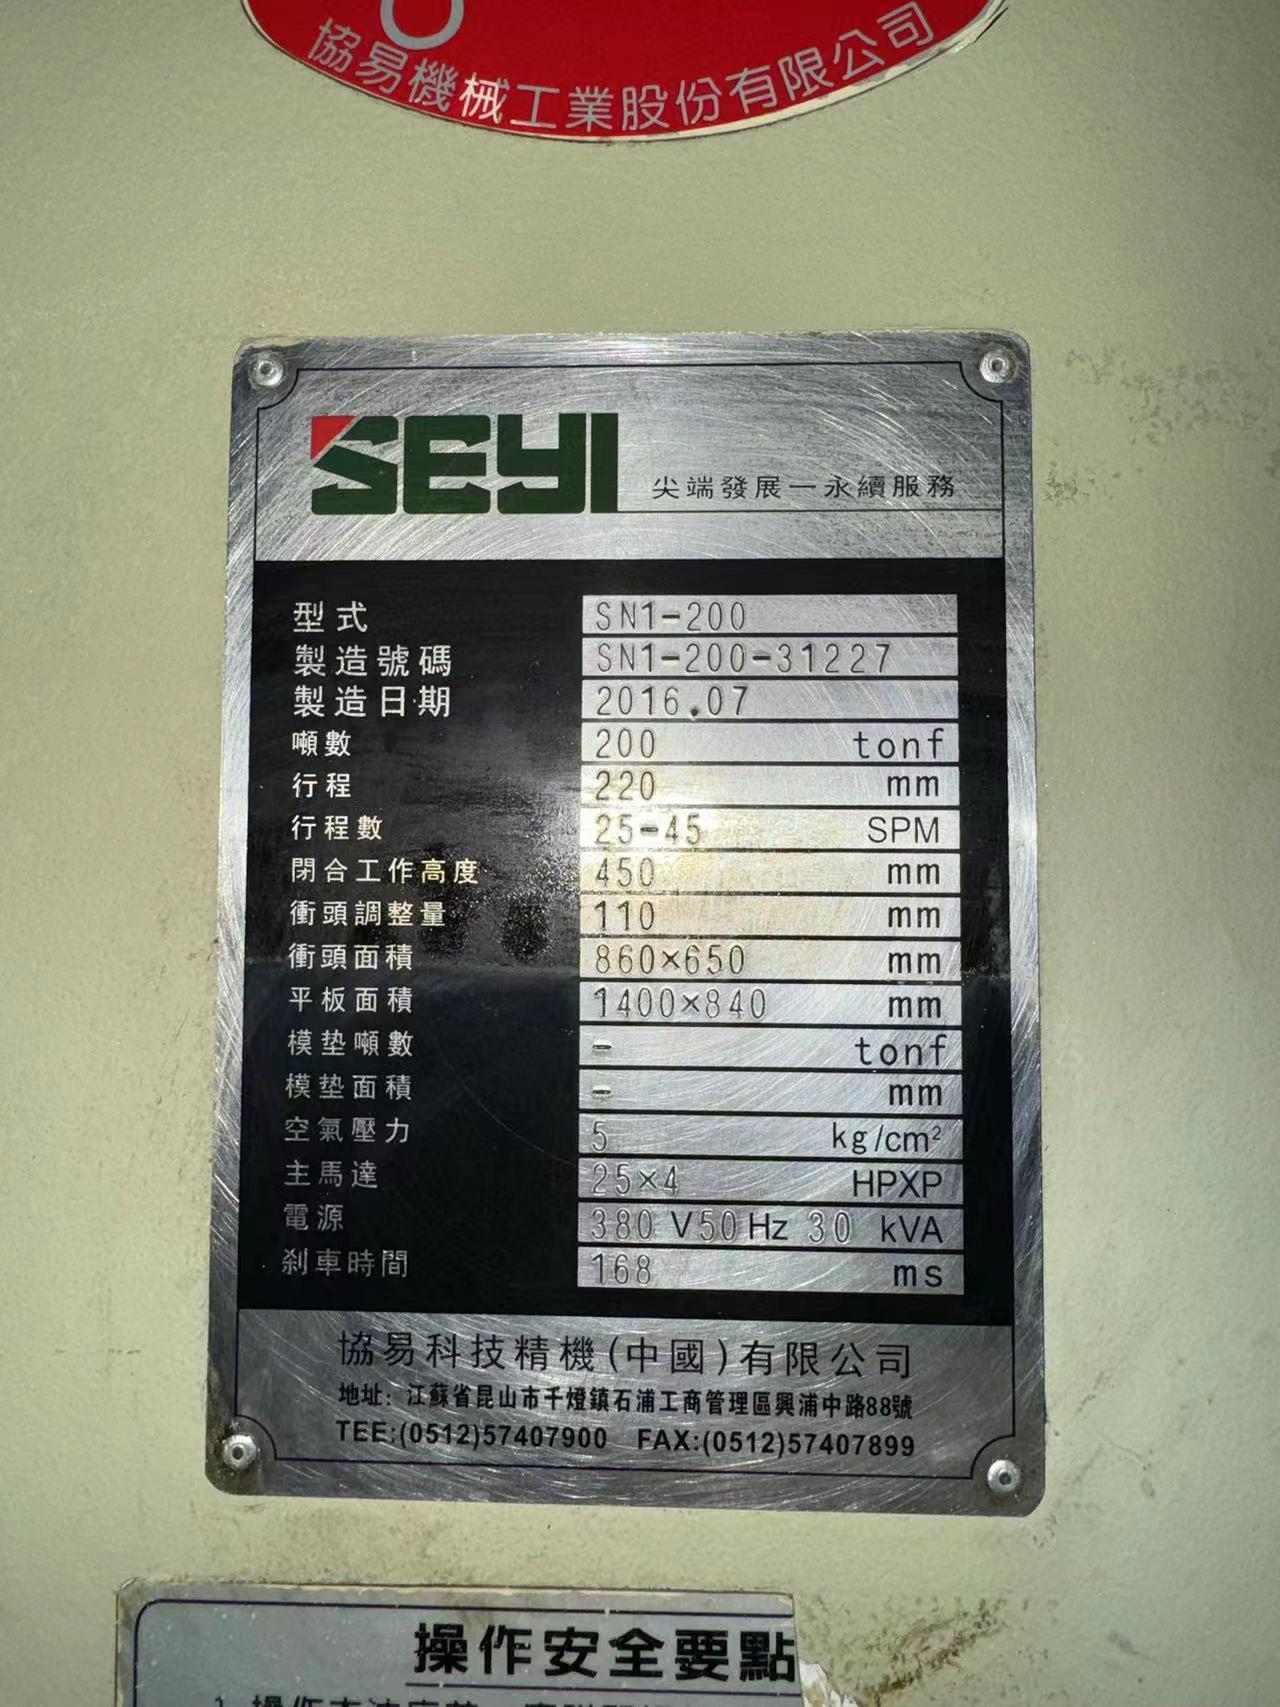 協易機械工業股份有限公司
SEYI 尖端發展一永續服務
型式 SN1-200
製造號碼 SN1-200-31227
製造日期 2016.07
噸數 200 tonf
行程 220 mm
行程數 25-45 SPM
閉合工作高度 450 mm
衝頭調整量 110 mm
衝頭面積 860×650 mm
平板面積 1400×840 mm
模墊噸數 - tonf
模墊面積 - mm
空氣壓力 5 kg/cm²
主馬達 25×4 HPXP
電源 380 V 50 Hz 30 kVA
刹車時間 168 ms
協易科技精機(中國)有限公司
地址: 江蘇省昆山市千燈鎮石浦工商管理區興浦中路88號
TEE:(0512)57407900 FAX:(0512)57407899
操作安全要點